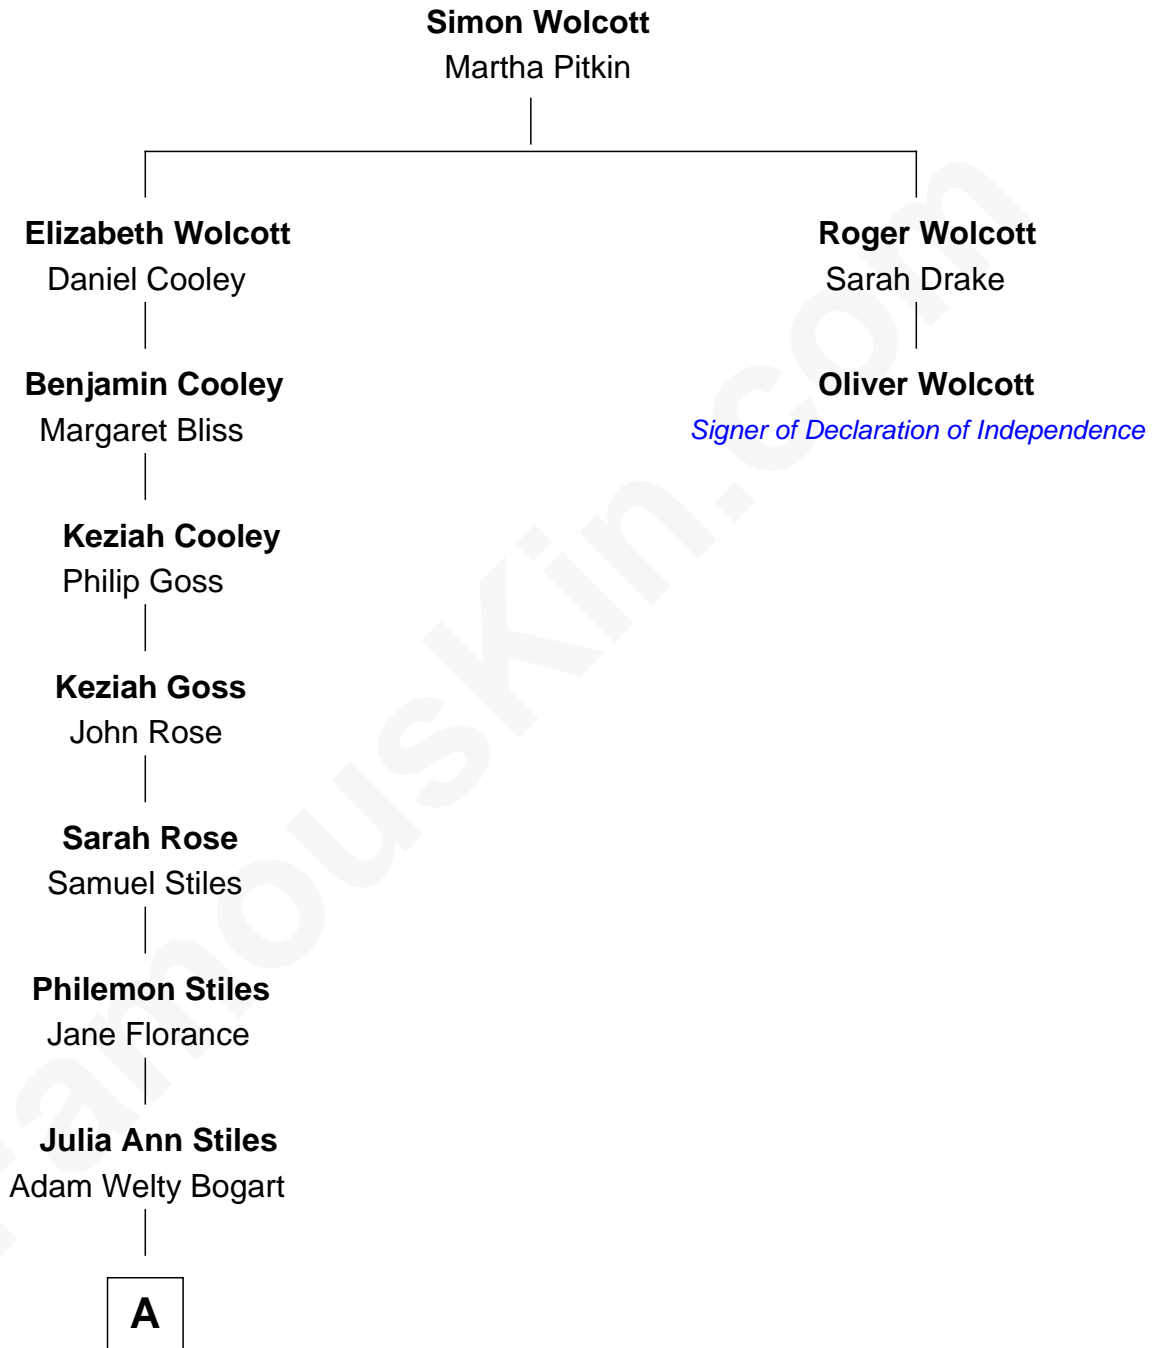 Simon Wolcott
Martha Pitkin
Elizabeth Wolcott
Daniel Cooley
Roger Wolcott
Sarah Drake
Benjamin Cooley
Margaret Bliss
Oliver Wolcott
Signer of Declaration of Independence
Keziah Cooley
Philip Goss
Keziah Goss
John Rose
Sarah Rose
Samuel Stiles
Philemon Stiles
Jane Florance
Julia Ann Stiles
Adam Welty Bogart
A
FamousKin.com